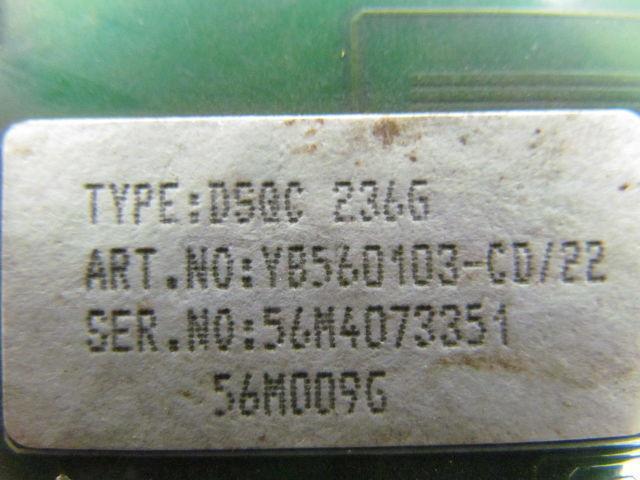 TYPE:DSQC 236G
ART.NO:YB560103-CD/22
SER.NO:56M4073351
56M009G